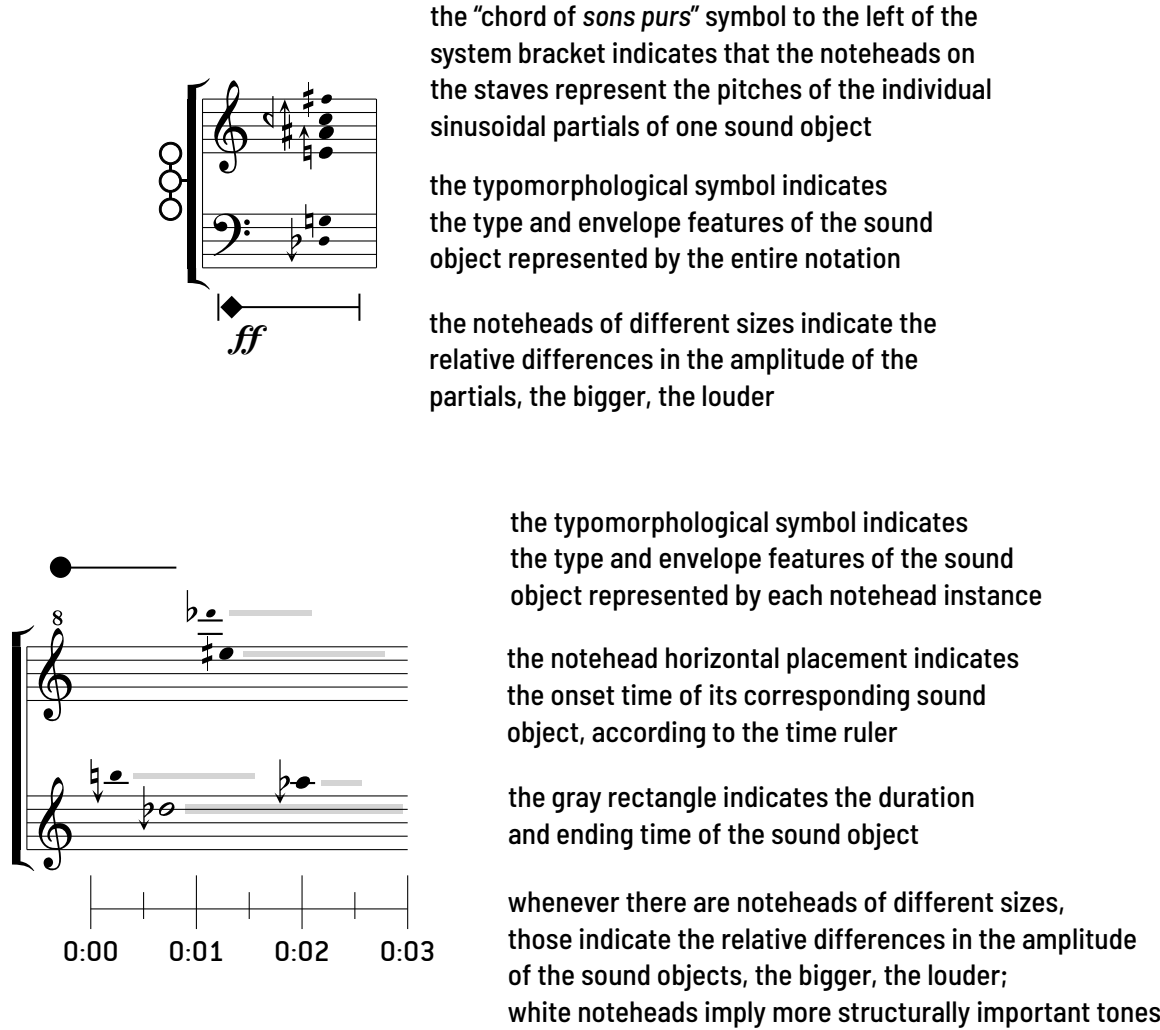 the “chord of sons purs” symbol to the left of the
system bracket indicates that the noteheads on
the staves represent the pitches of the individual
sinusoidal partials of one sound object
the typomorphological symbol indicates
the type and envelope features of the sound
object represented by the entire notation
ff
the noteheads of different sizes indicate the
relative differences in the amplitude of the
partials, the bigger, the louder
the typomorphological symbol indicates
the type and envelope features of the sound
object represented by each notehead instance
8
the notehead horizontal placement indicates
the onset time of its corresponding sound
object, according to the time ruler
the gray rectangle indicates the duration
and ending time of the sound object
0:00 0:01 0:02 0:03
whenever there are noteheads of different sizes,
those indicate the relative differences in the amplitude
of the sound objects, the bigger, the louder;
white noteheads imply more structurally important tones